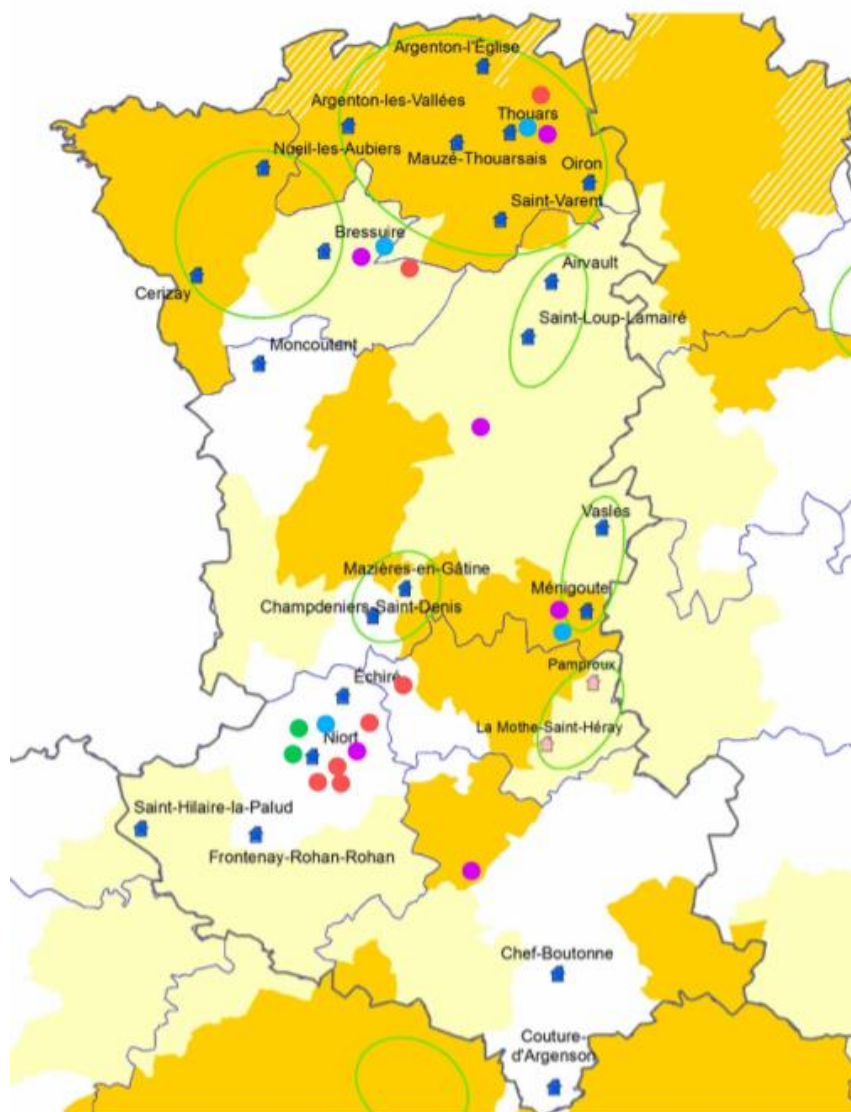 Argenton-l'Église
Argenton-les-Vallées
Thouars
Nueil-les-Aubiers
Mauzé-Thouarsais
Oiron
Saint-Varent
Bressuire
Airvault
Cerizay
Saint-Loup-Lamairé
Moncoutent
Vasles
Mazières-en-Gâtine
Ménigoute
Champdeniers-Saint-Denis
Pamproux
Échiré
La Mothe-Saint-Héray
Niort
Saint-Hilaire-la-Palud
Frontenay-Rohan-Rohan
Chef-Boutonne
Couture-
d'Argenson